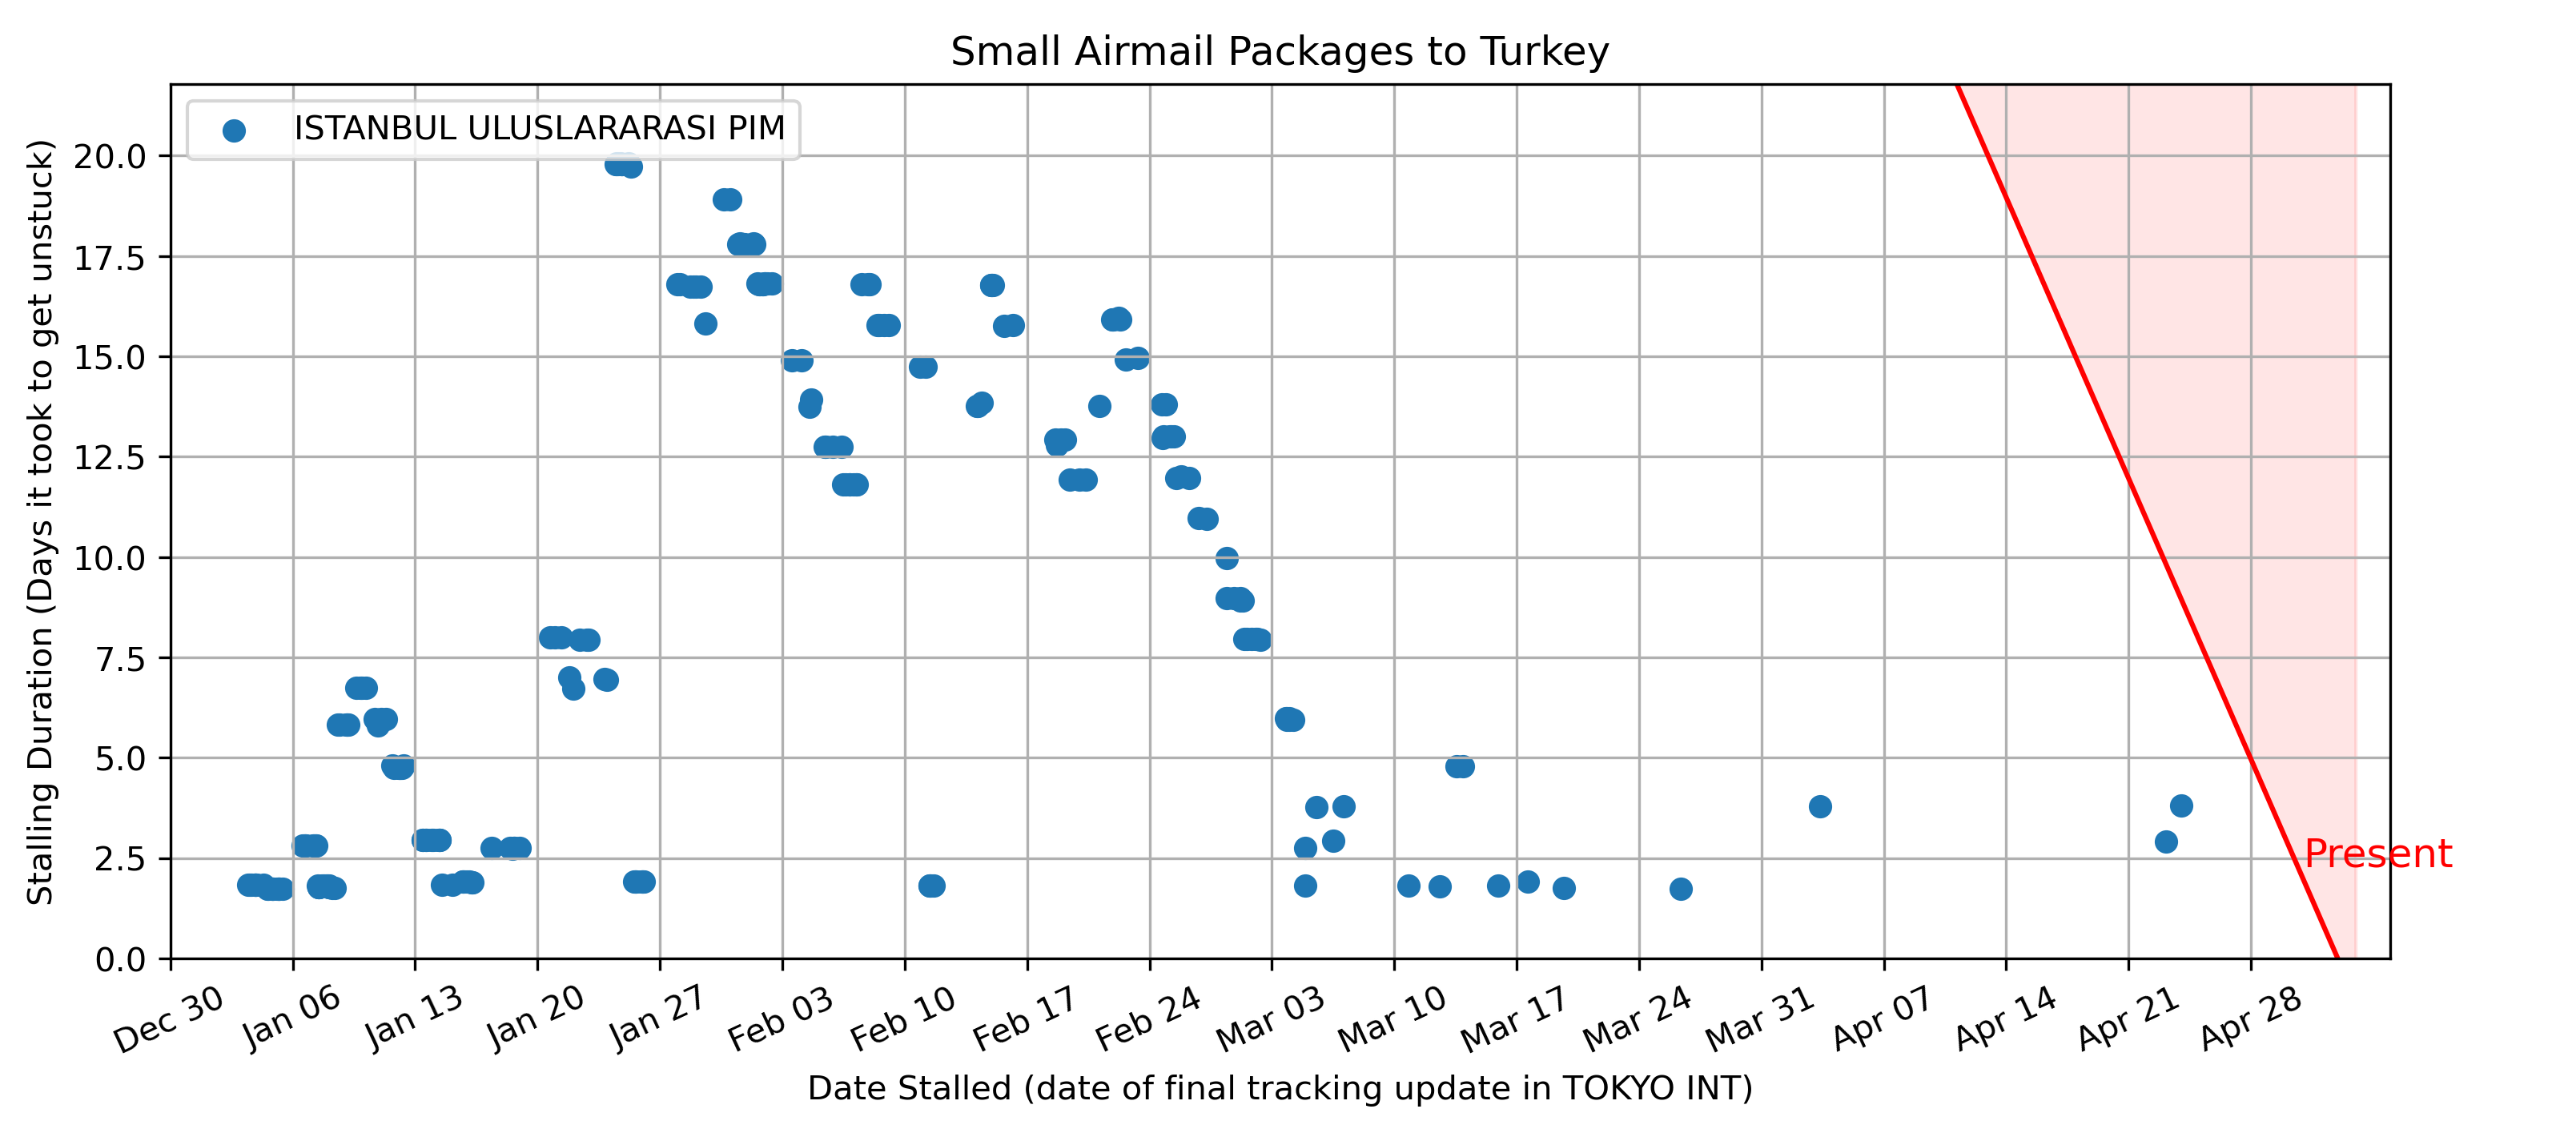 Small Airmail Packages to Turkey
ISTANBUL ULUSLARARASI PIM
Stalling Duration (Days it took to get unstuck)
20.0
17.5
15.0
12.5
10.0
7.5
5.0
2.5
0.0
Present
Dec 30
Jan 06
Jan 13
Jan 20
Jan 27
Feb 03
Feb 10
Feb 17
Feb 24
Mar 03
Mar 10
Mar 17
Mar 24
Mar 31
Apr 07
Apr 14
Apr 21
Apr 28
Date Stalled (date of final tracking update in TOKYO INT)